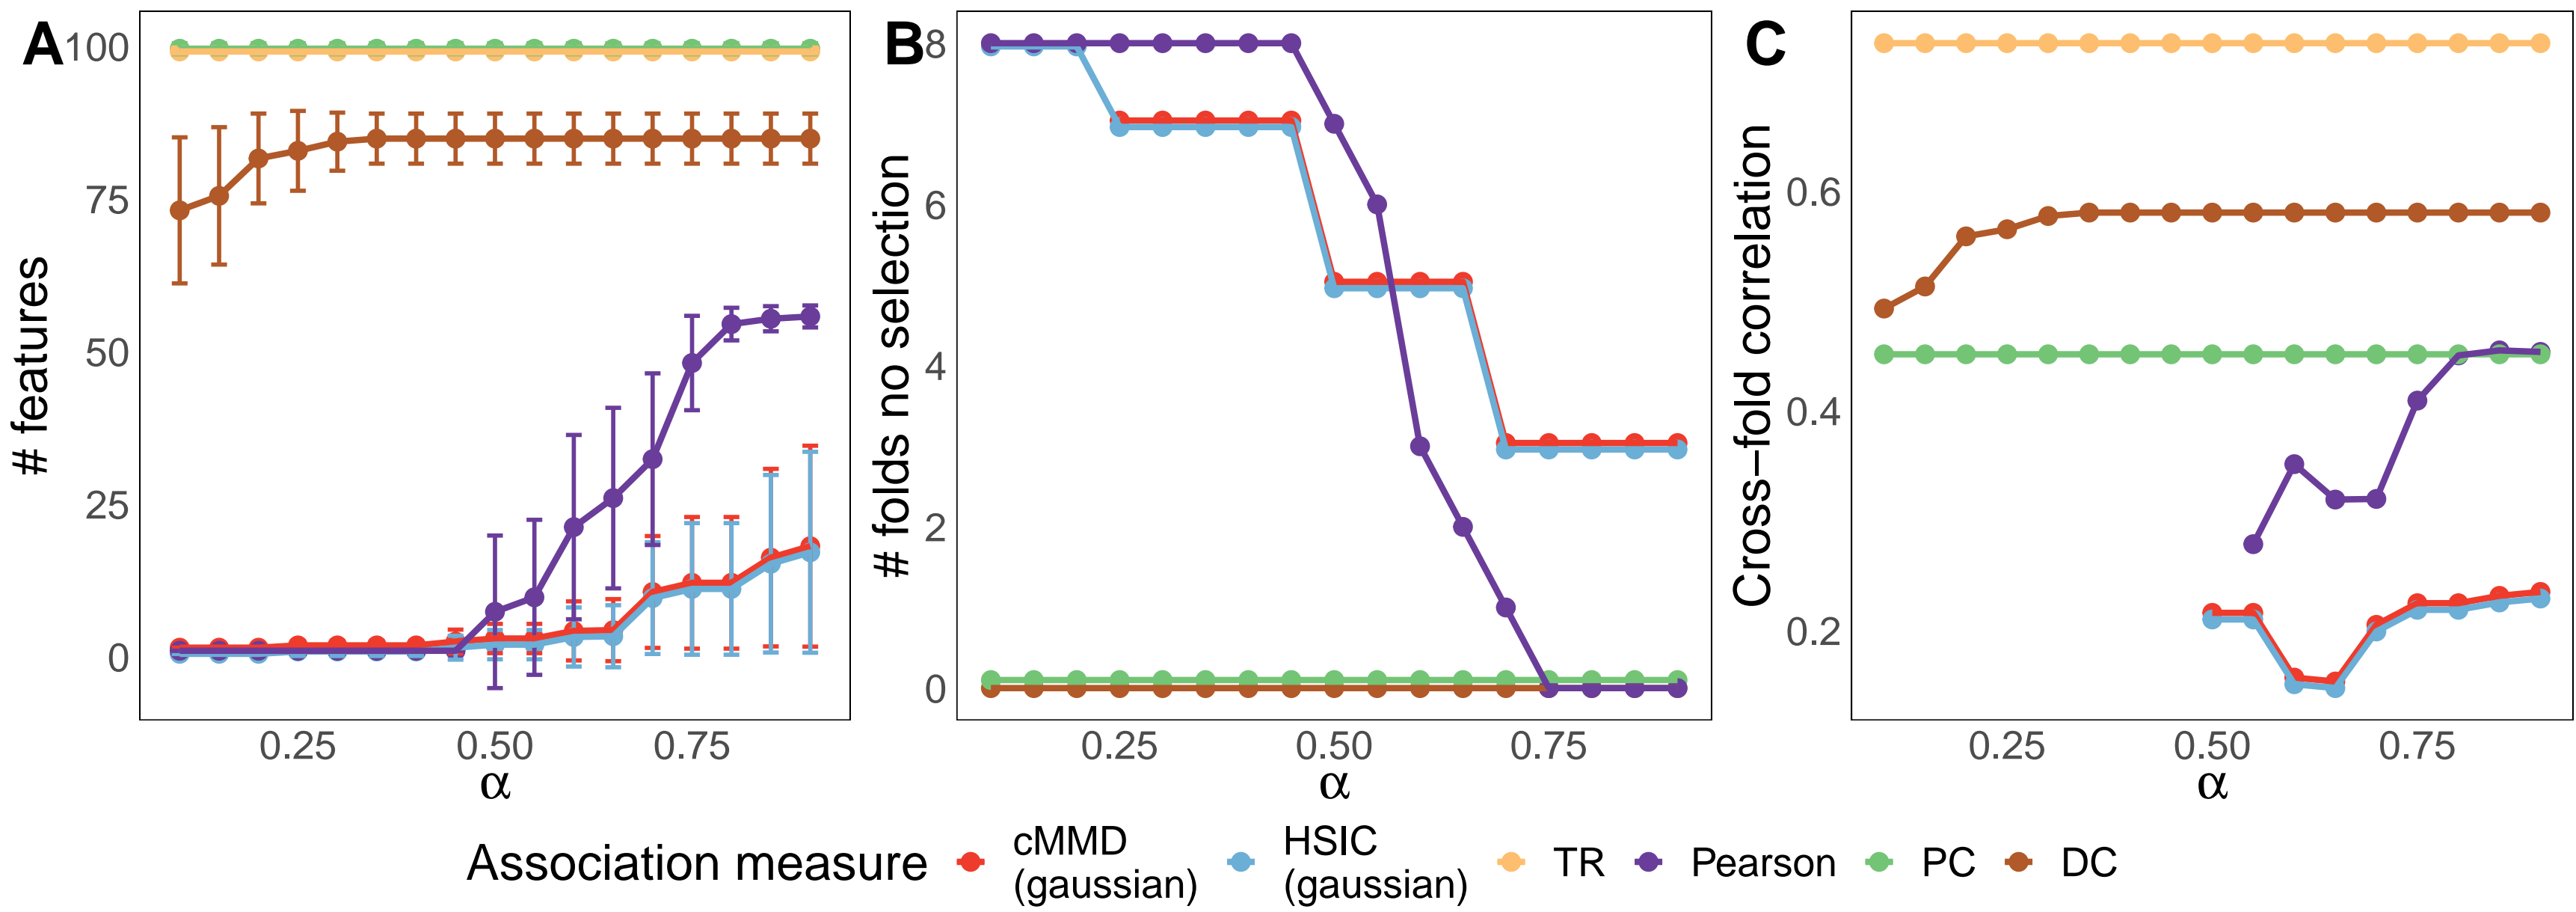 A
100
75
50
25
0
# features
0.25 0.50 0.75
α
B
8
6
4
2
0
# folds no selection
0.25 0.50 0.75
α
C
0.6
0.4
0.2
Cross−fold correlation
0.25 0.50 0.75
α
Association measure
cMMD
(gaussian)
HSIC
(gaussian)
TR
Pearson
PC
DC